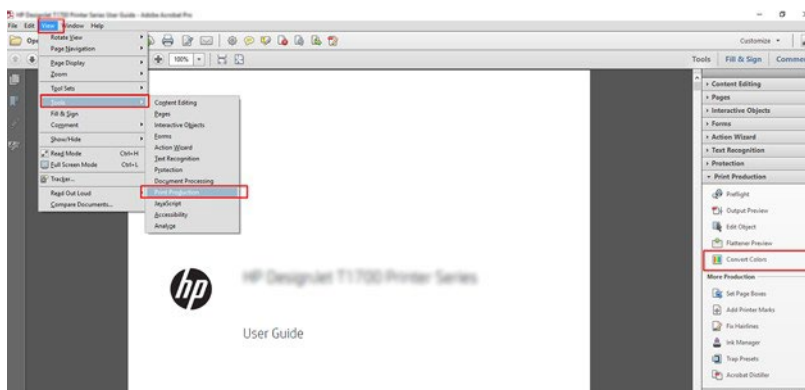 HP Designjet T1700 Printer Series User Guide - Adobe Acrobat Pro
File Edit View Window Help
Customize
100%
Tools Fill & Sign Comme
Rotate View
Page Navigation
Page Display
Zoom
Tool Sets
Tools
Fill & Sign
Comment
Show/Hide
Read Mode Ctrl+H
Full Screen Mode Ctrl+L
Tracker...
Read Out Loud
Compare Documents...
Content Editing
Pages
Interactive Objects
Forms
Action Wizard
Text Recognition
Protection
Document Processing
Print Production
JavaScript
Accessibility
Analyze
hp
HP DesignJet T1700 Printer Series
User Guide
Content Editing
Pages
Interactive Objects
Forms
Action Wizard
Text Recognition
Protection
Print Production
Preflight
Output Preview
Edit Object
Flattener Preview
Convert Colors
More Production
Set Page Boxes
Add Printer Marks
Fix Hairlines
Ink Manager
Trap Presets
Acrobat Distiller